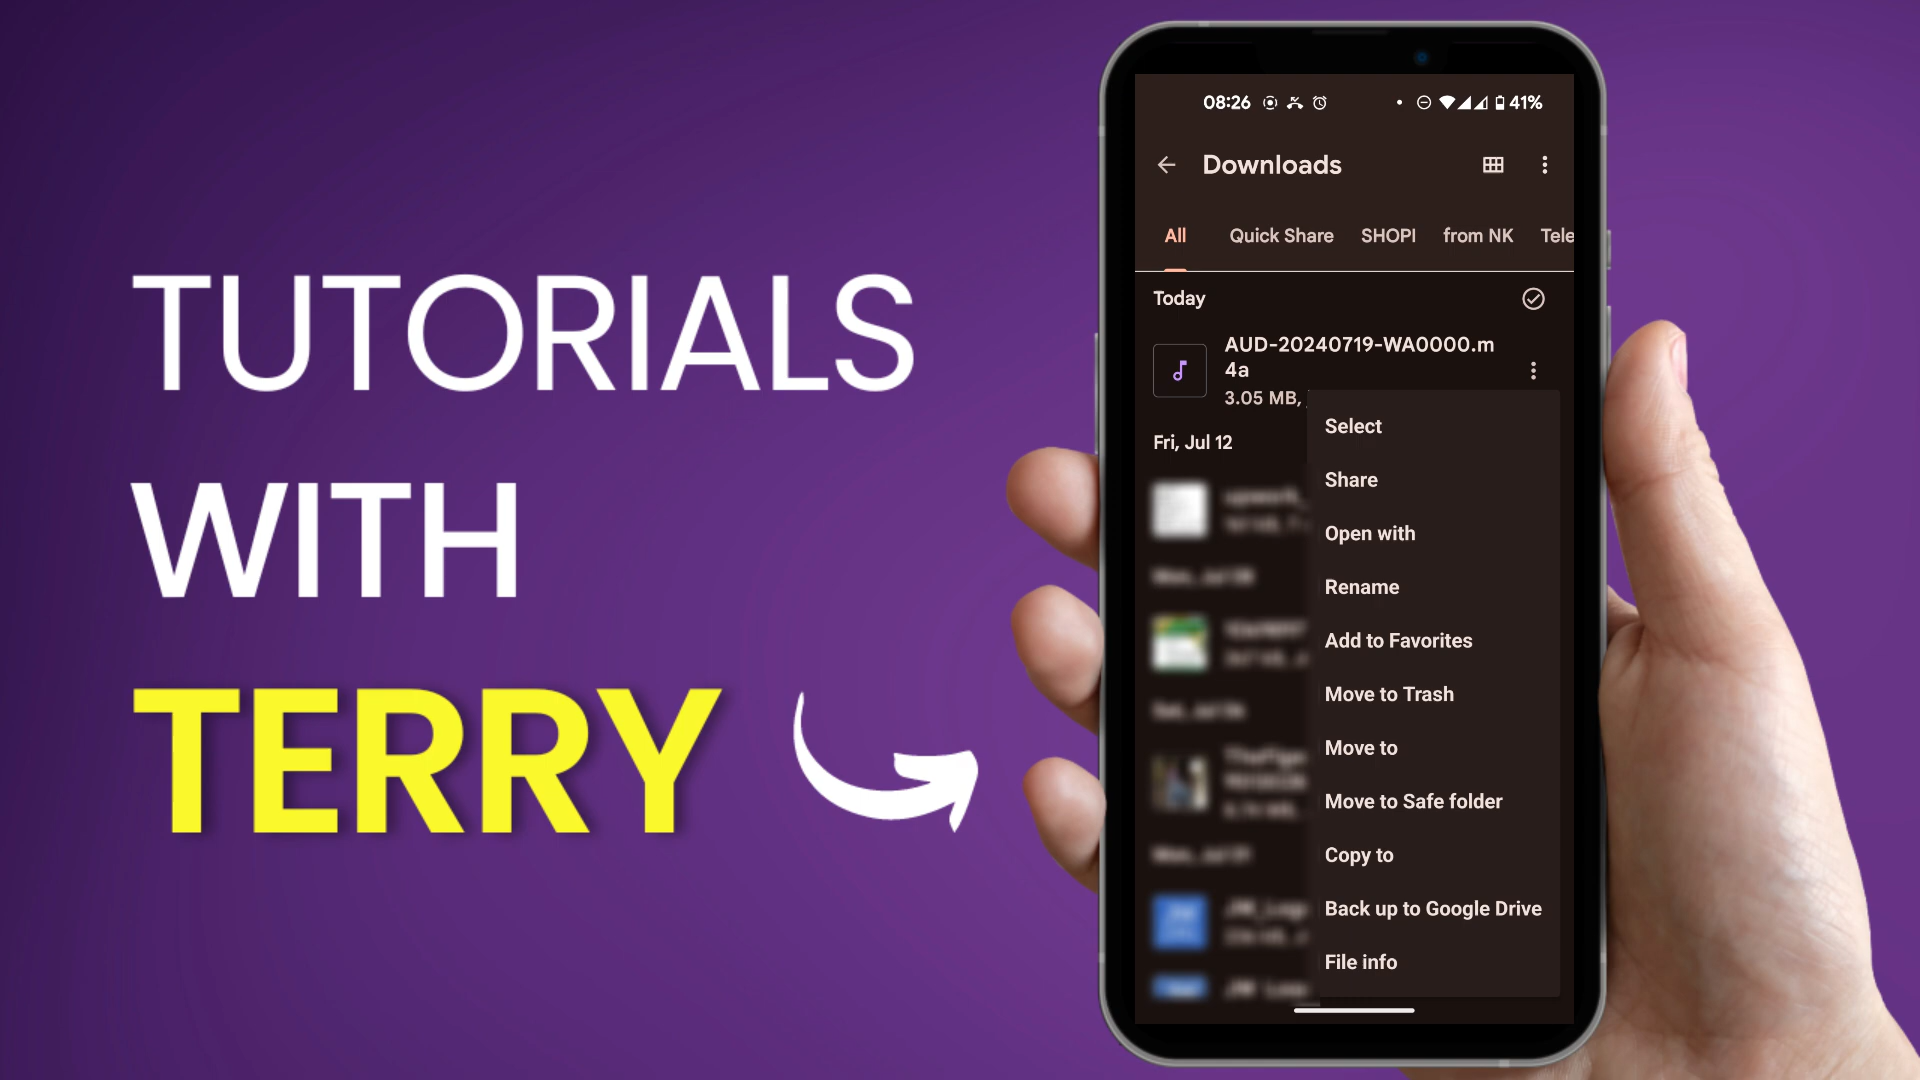 TUTORIALS
WITH
TERRY
08:26
41%
Downloads
All Quick Share SHOPI from NK Tele
Today
AUD-20240719-WA0000.m
4a
3.05 MB,
Fri, Jul 12
Select
Share
Open with
Rename
Add to Favorites
Move to Trash
Move to
Move to Safe folder
Copy to
Back up to Google Drive
File info